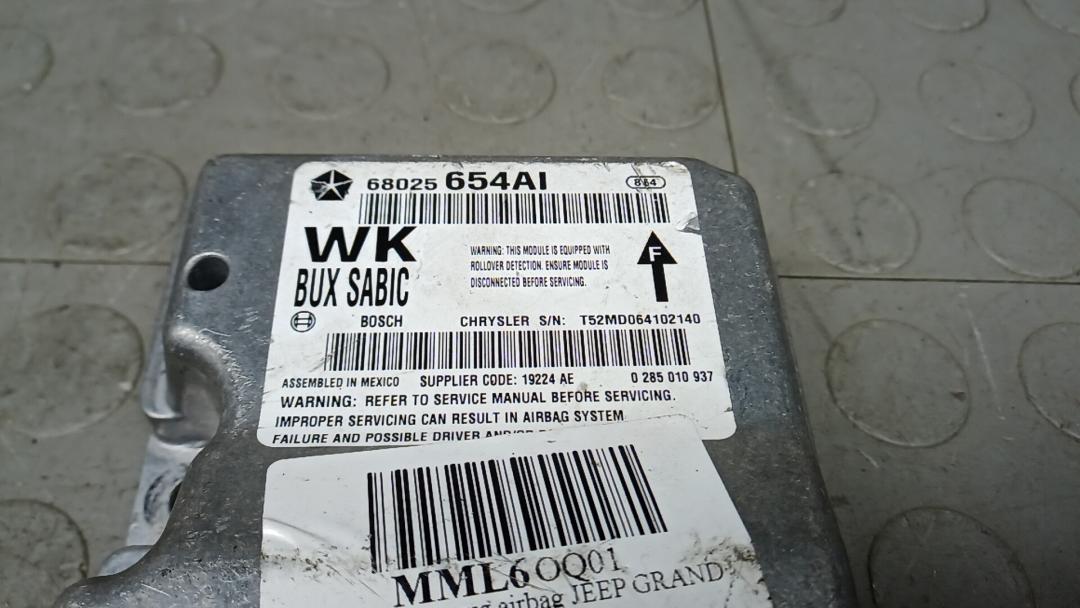 68025 654AI
WK
BUX SABIC
WARNING: THIS MODULE IS EQUIPPED WITH
ROLLOVER DETECTION. ENSURE MODULE IS
DISCONNECTED BEFORE SERVICING.
F
BOSCH CHRYSLER S/N: T52MD064102140
ASSEMBLED IN MEXICO SUPPLIER CODE: 19224 AE 0 285 010 937
WARNING: REFER TO SERVICE MANUAL BEFORE SERVICING.
IMPROPER SERVICING CAN RESULT IN AIRBAG SYSTEM
FAILURE AND POSSIBLE DRIVER
MML6 OQ01
airbag JEEP GRAND